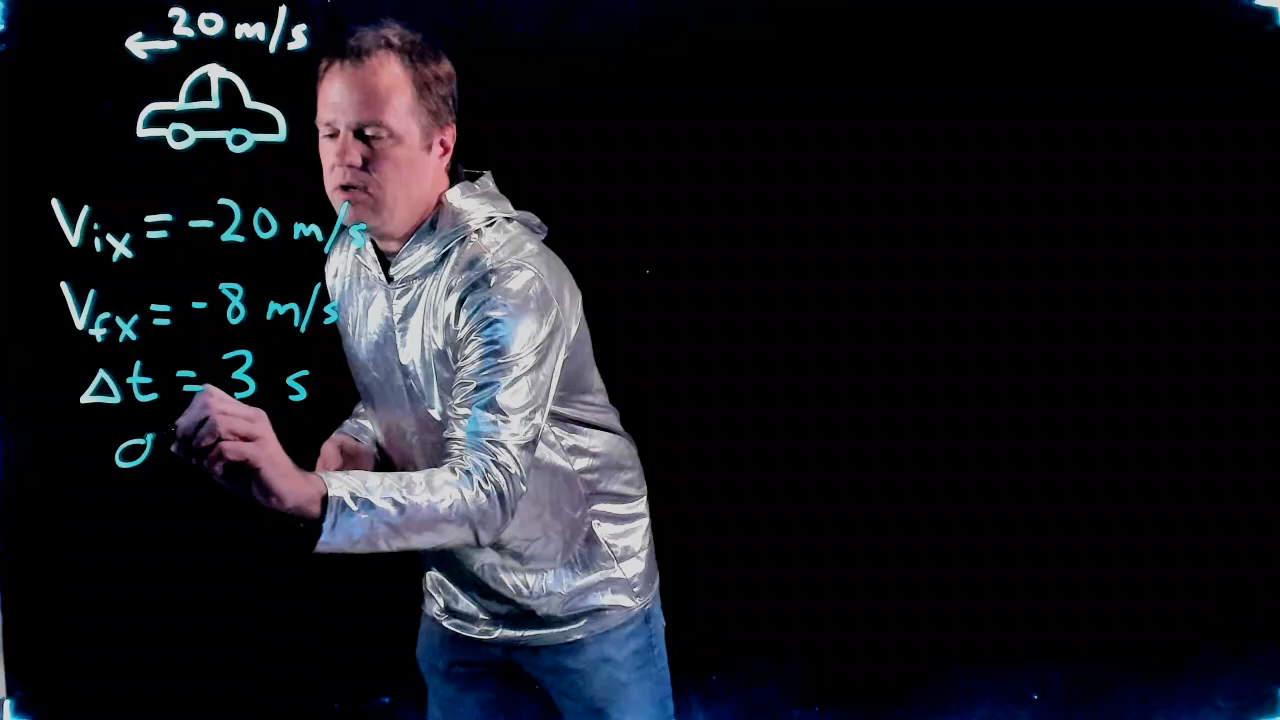 ← 20 m/s
Vix = -20 m/s
Vfx = -8 m/s
Δt = 3 s